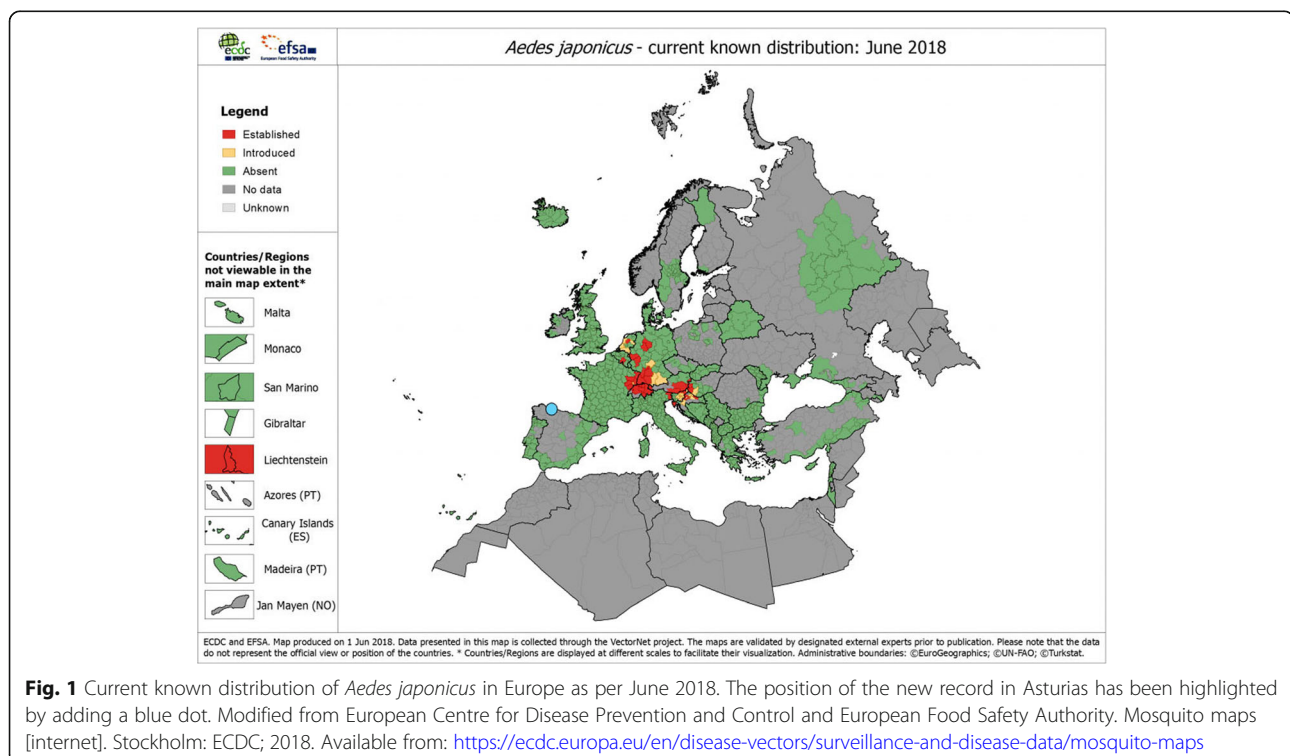 ecdc
efsa
European Food Safety Authority
Aedes japonicus - current known distribution: June 2018
Legend
Established
Introduced
Absent
No data
Unknown
Countries/Regions
not viewable in the
main map extent*
Malta
Monaco
San Marino
Gibraltar
Liechtenstein
Azores (PT)
Canary Islands
(ES)
Madeira (PT)
Jan Mayen (NO)
ECDC and EFSA. Map produced on 1 Jun 2018. Data presented in this map is collected through the VectorNet project. The maps are validated by designated external experts prior to publication. Please note that the data
do not represent the official view or position of the countries. * Countries/Regions are displayed at different scales to facilitate their visualization. Administrative boundaries: ©EuroGeographics; ©UN-FAO; ©Turkstat.
Fig. 1 Current known distribution of Aedes japonicus in Europe as per June 2018. The position of the new record in Asturias has been highlighted
by adding a blue dot. Modified from European Centre for Disease Prevention and Control and European Food Safety Authority. Mosquito maps
[internet]. Stockholm: ECDC; 2018. Available from: https://ecdc.europa.eu/en/disease-vectors/surveillance-and-disease-data/mosquito-maps